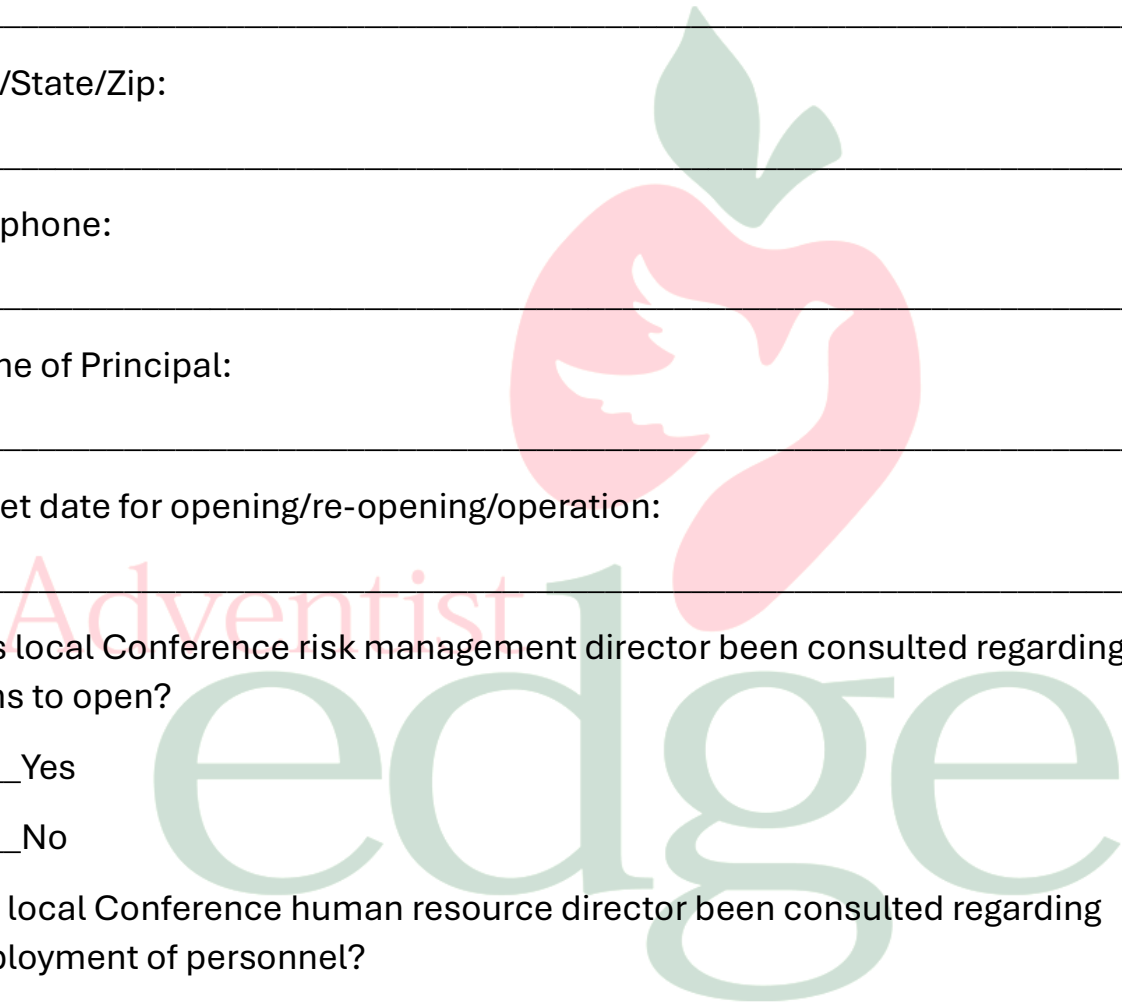 /State/Zip:
phone:
ne of Principal:
et date for opening/re-opening/operation:
Adventist
s local Conference risk management director been consulted regarding
ns to open?
edge
_Yes
_No
local Conference human resource director been consulted regarding
ployment of personnel?